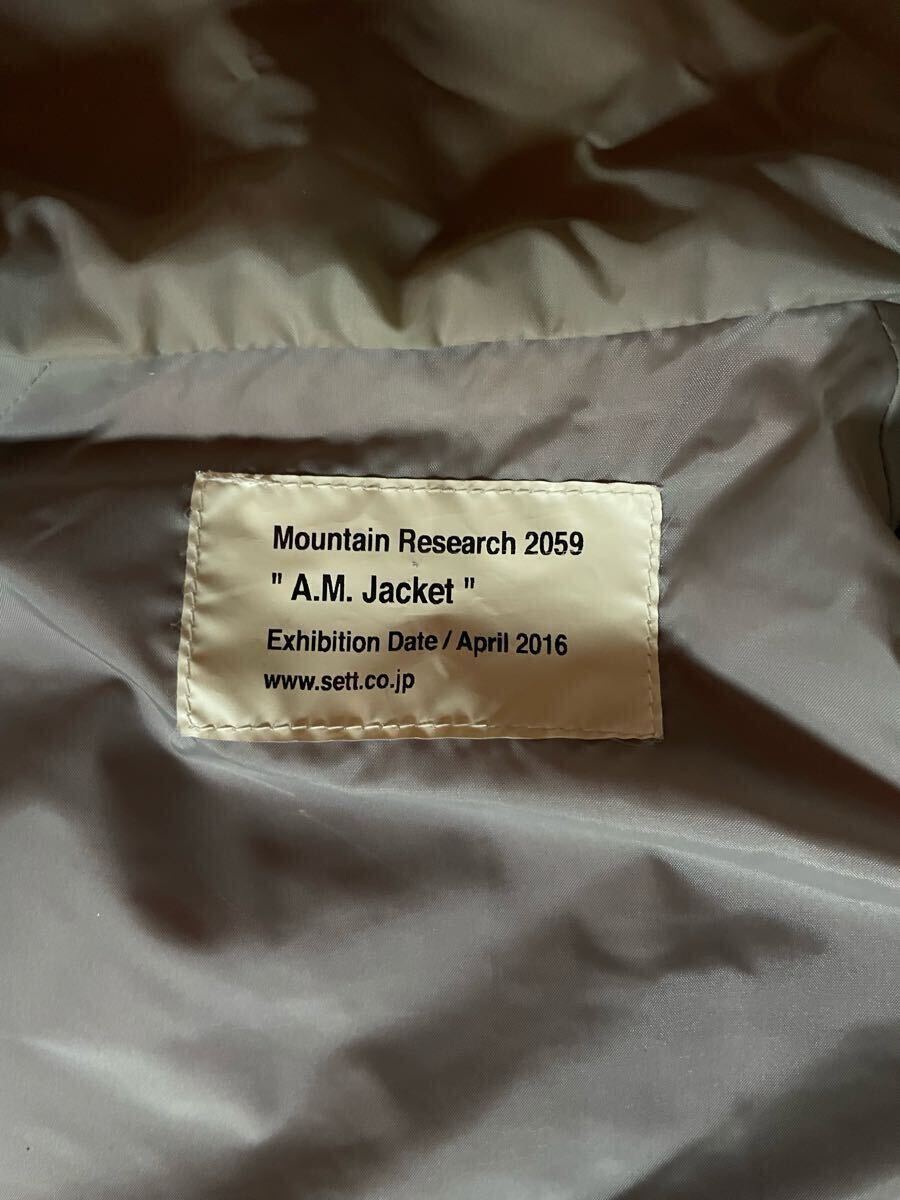 Mountain Research 2059
" A.M. Jacket "
Exhibition Date / April 2016
www.sett.co.jp